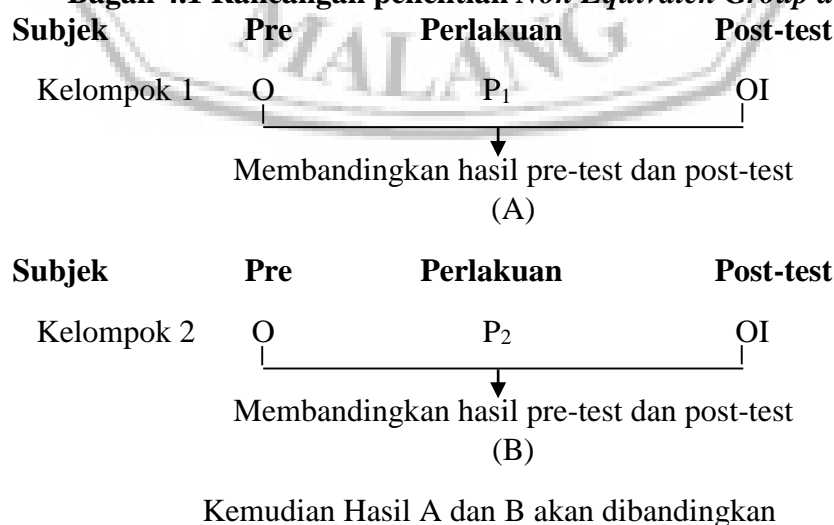 Bagan 4.1 Rancangan penelitian Non Equivalen Group
Subjek Pre Perlakuan Post-test
MALANG
Kelompok 1 O P₁ OI
Membandingkan hasil pre-test dan post-test
(A)
Subjek Pre Perlakuan Post-test
Kelompok 2 O P₂ OI
Membandingkan hasil pre-test dan post-test
(B)
Kemudian Hasil A dan B akan dibandingkan